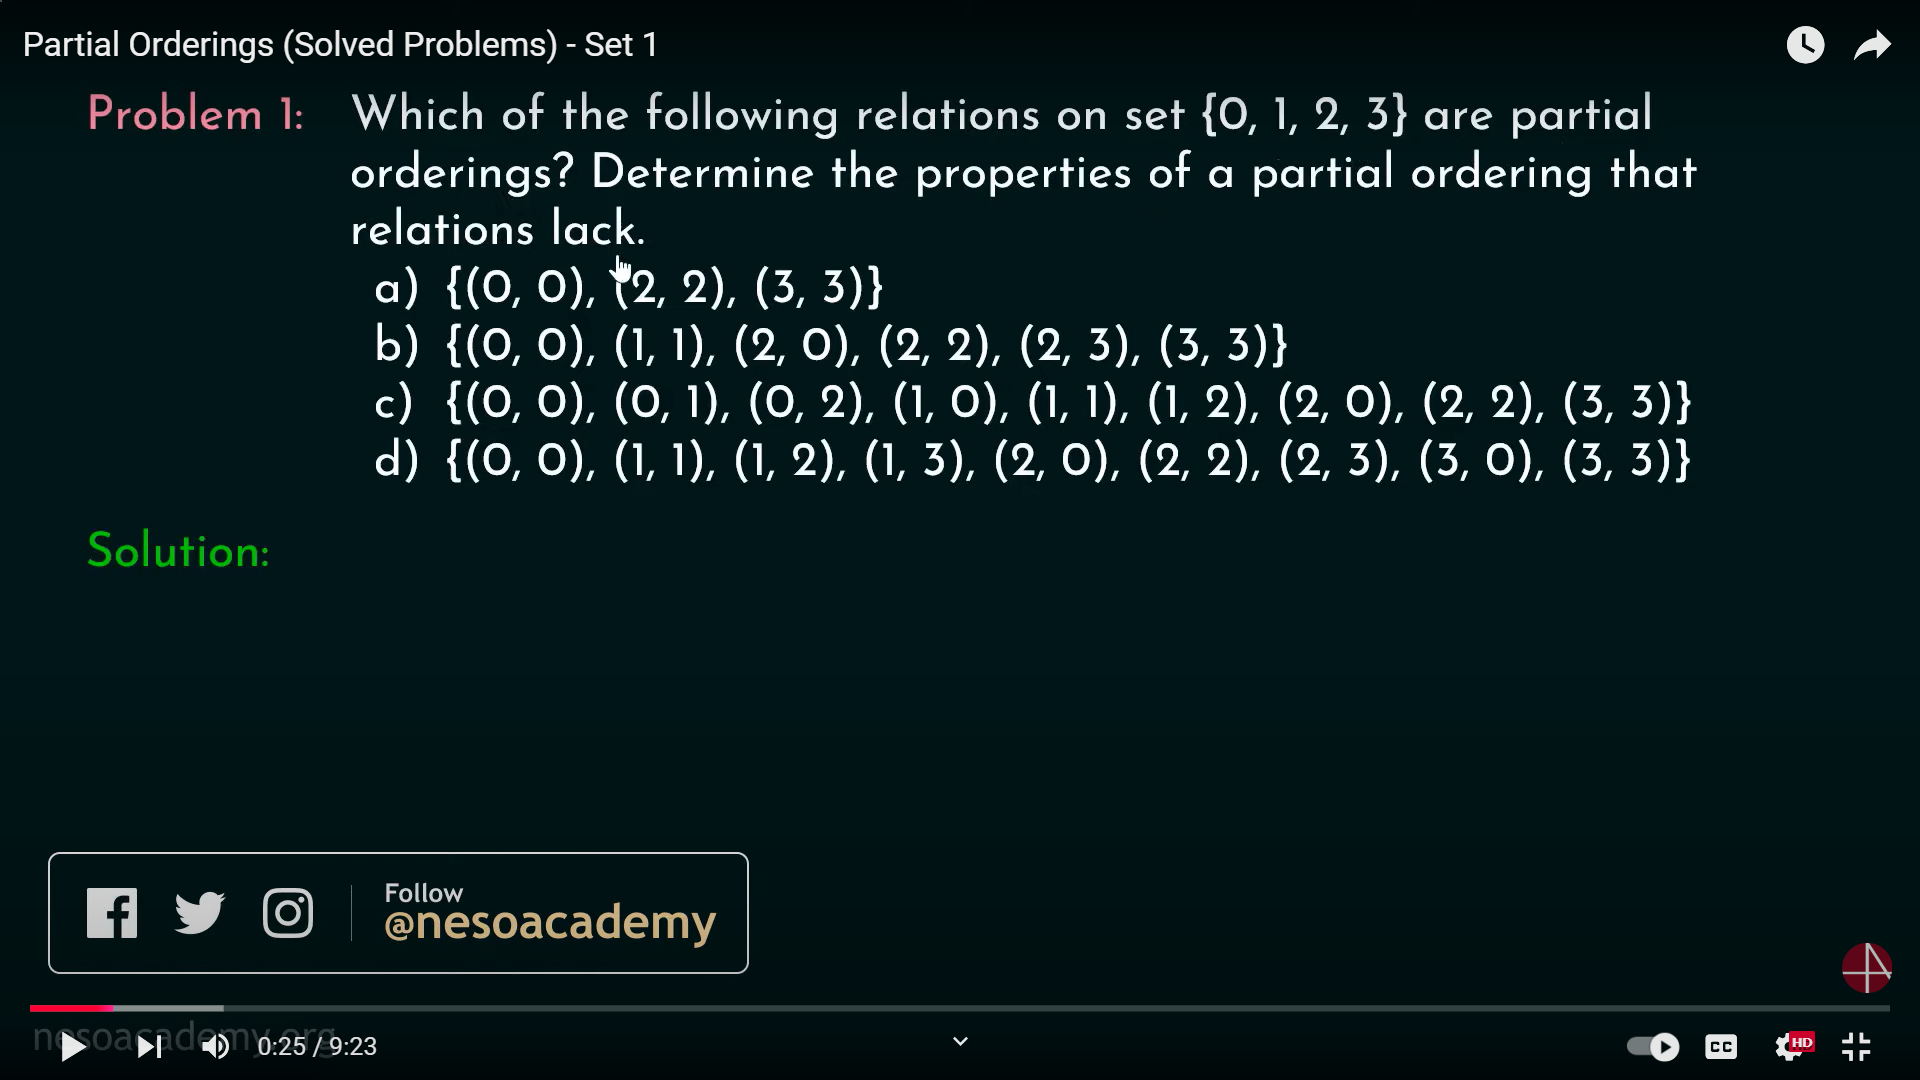 Partial Orderings (Solved Problems) - Set 1
Problem 1: Which of the following relations on set {0, 1, 2, 3} are partial
orderings? Determine the properties of a partial ordering that
relations lack.
a) {(0, 0), (2, 2), (3, 3)}
b) {(0, 0), (1, 1), (2, 0), (2, 2), (2, 3), (3, 3)}
c) {(0, 0), (0, 1), (0, 2), (1, 0), (1, 1), (1, 2), (2, 0), (2, 2), (3, 3)}
d) {(0, 0), (1, 1), (1, 2), (1, 3), (2, 0), (2, 2), (2, 3), (3, 0), (3, 3)}
Solution:
Follow
@nesoacademy
nesoacademy.org
0:25 / 9:23
CC
HD